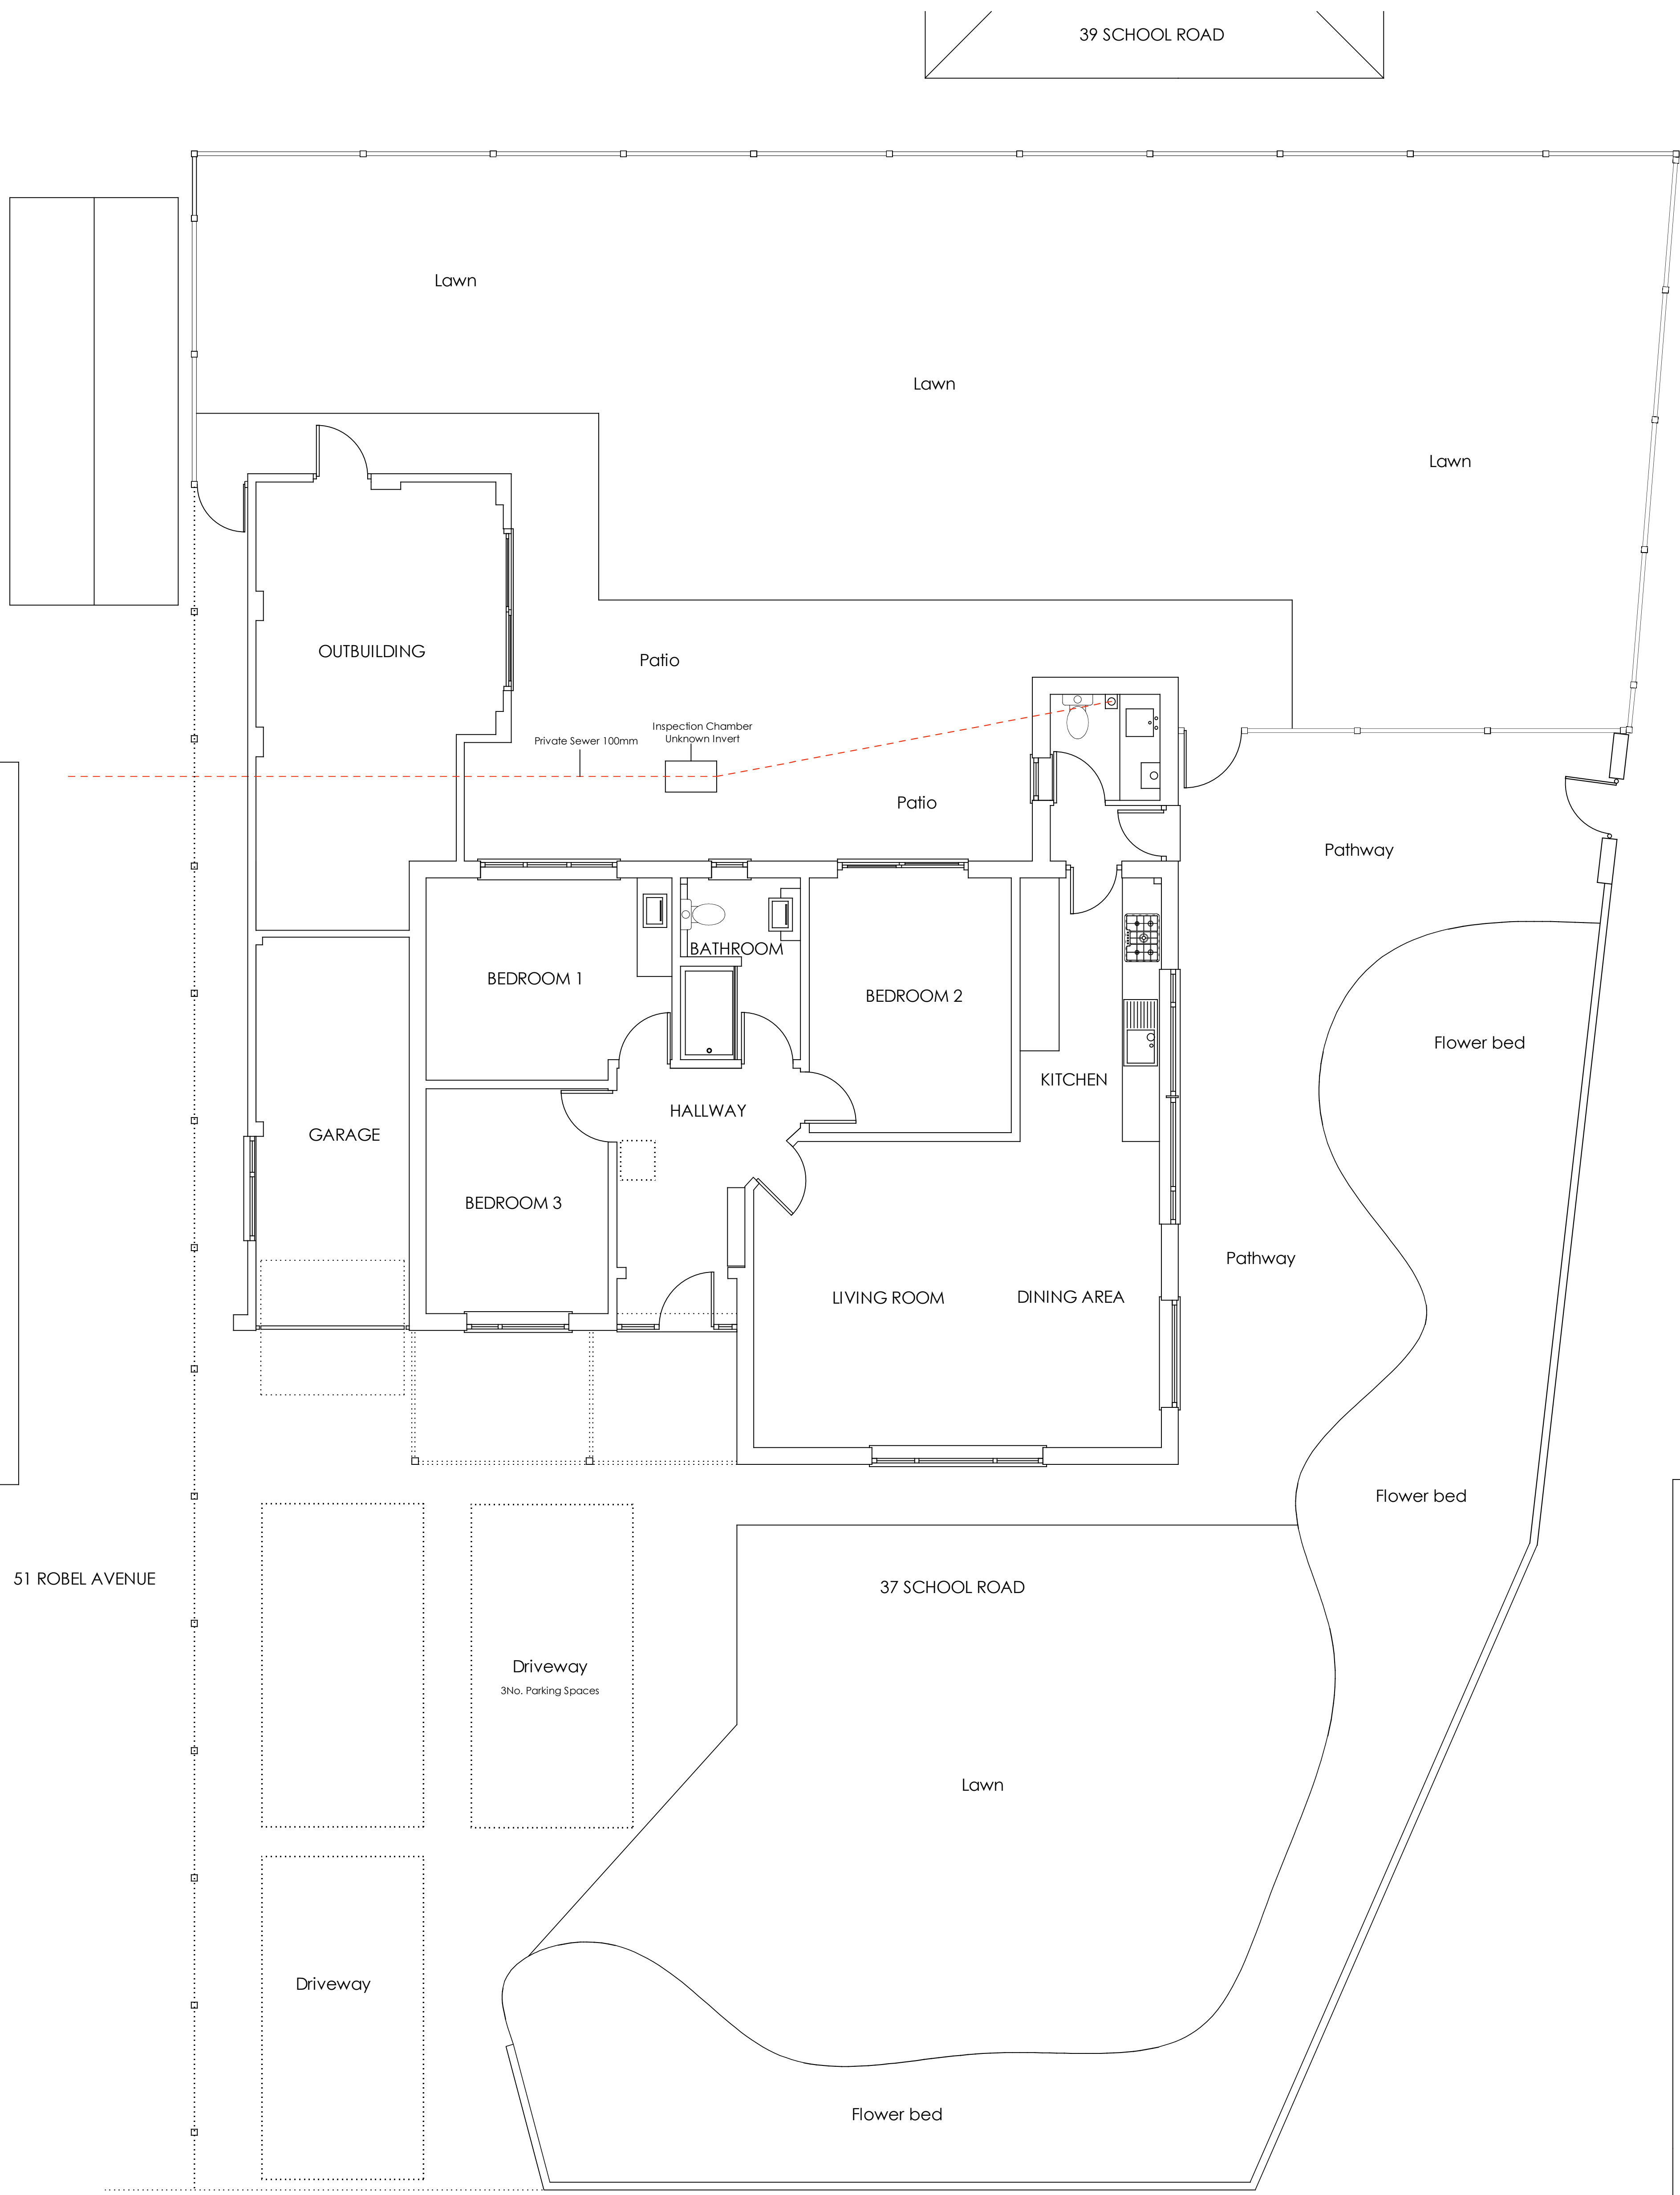 39 SCHOOL ROAD
Lawn
Lawn
Lawn
OUTBUILDING
Patio
Inspection Chamber
Unknown Invert
Private Sewer 100mm
Patio
Pathway
BATHROOM
BEDROOM 1
BEDROOM 2
Flower bed
KITCHEN
HALLWAY
GARAGE
BEDROOM 3
Pathway
LIVING ROOM
DINING AREA
Flower bed
51 ROBEL AVENUE
37 SCHOOL ROAD
Driveway
3No. Parking Spaces
Lawn
Driveway
Flower bed